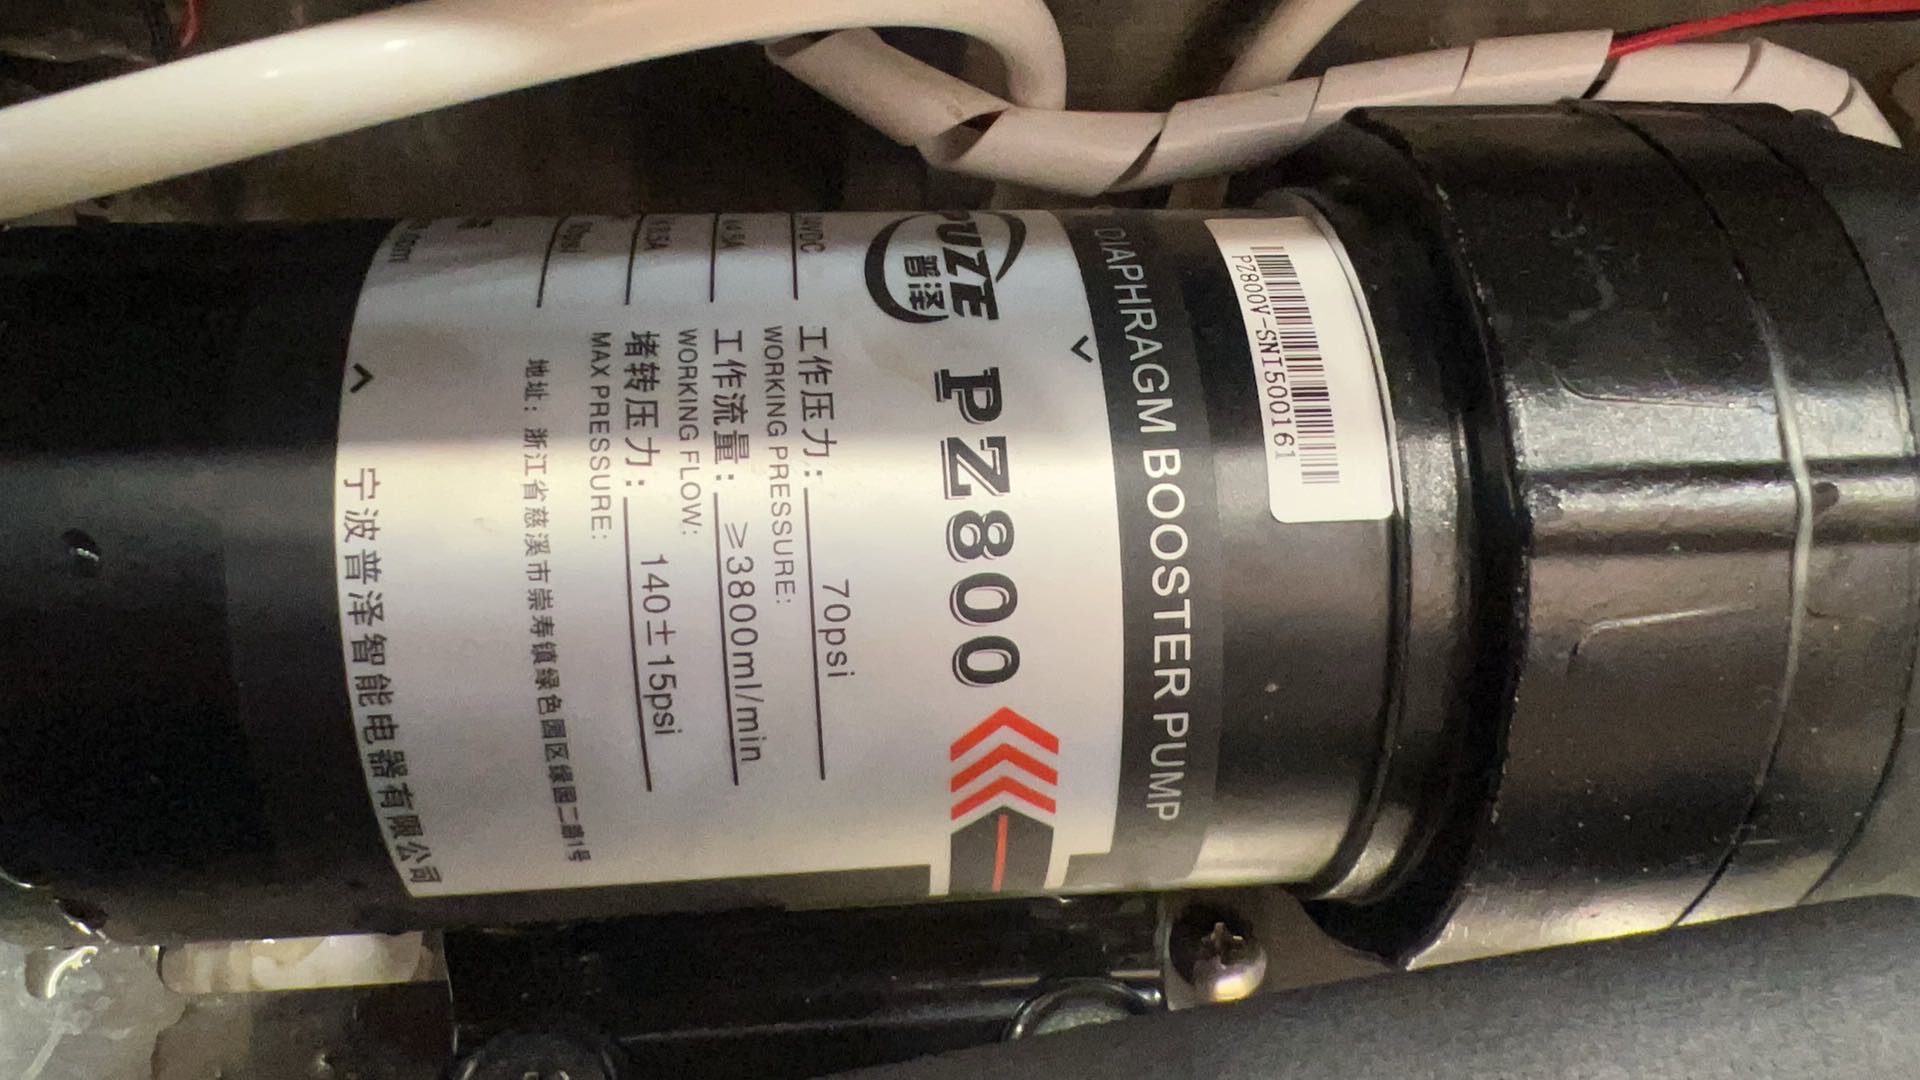 DIAPHRAGM BOOSTER PUMP
PZ800V-SNI500161
PUZE
普泽
PZ800
工作压力： 70psi
WORKING PRESSURE:
工作流量： ≥3800ml/min
WORKING FLOW:
堵转压力： 140±15psi
MAX PRESSURE:
地址：浙江省慈溪市崇寿镇绿色园区缘园二路1号
宁波普泽智能电器有限公司